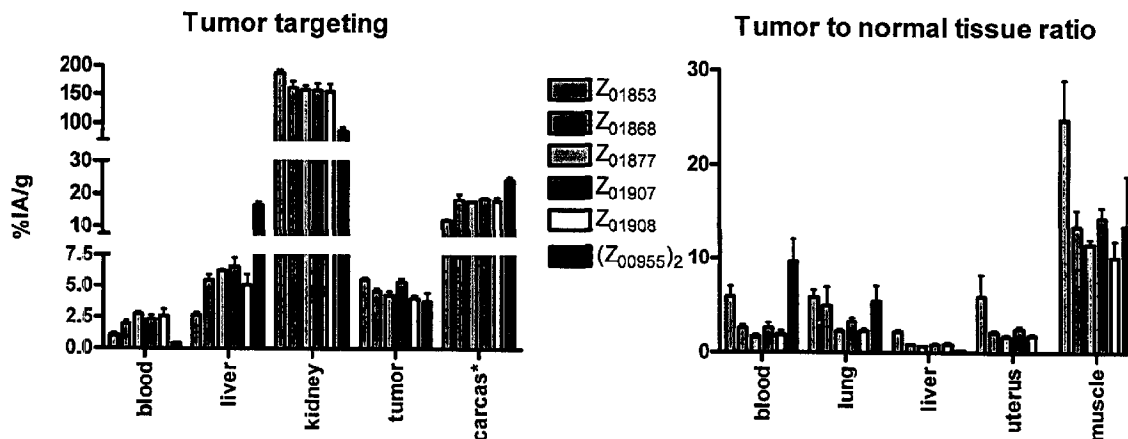 Tumor targeting
Tumor to normal tissue ratio
%IA/g
200
150
100
30
20
10
7.5
5.0
2.5
0.0
blood
liver
kidney
tumor
carcas*
Z01853
Z01868
Z01877
Z01907
Z01908
(Z00955)2
30
20
10
0
blood
lung
liver
uterus
muscle